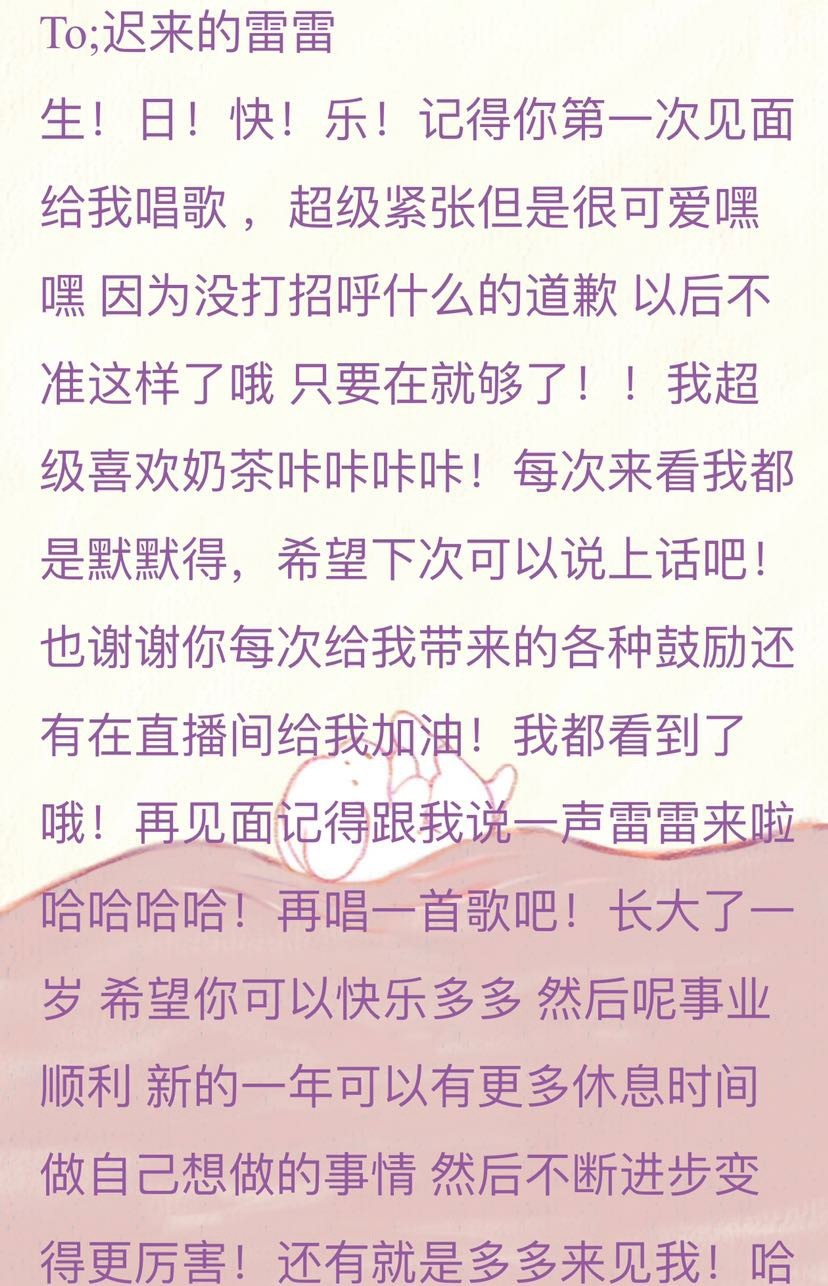 To;迟来的雷雷
生！日！快！乐！记得你第一次见面
给我唱歌 ，超级紧张但是很可爱嘿
嘿 因为没打招呼什么的道歉 以后不
准这样了哦 只要在就够了！！我超
级喜欢奶茶咔咔咔咔！每次来看我都
是默默得，希望下次可以说上话吧！
也谢谢你每次给我带来的各种鼓励还
有在直播间给我加油！我都看到了
哦！再见面记得跟我说一声雷雷来啦
哈哈哈哈！再唱一首歌吧！长大了一
岁 希望你可以快乐多多 然后呢事业
顺利 新的一年可以有更多休息时间
做自己想做的事情 然后不断进步变
得更厉害！还有就是多多来见我！哈